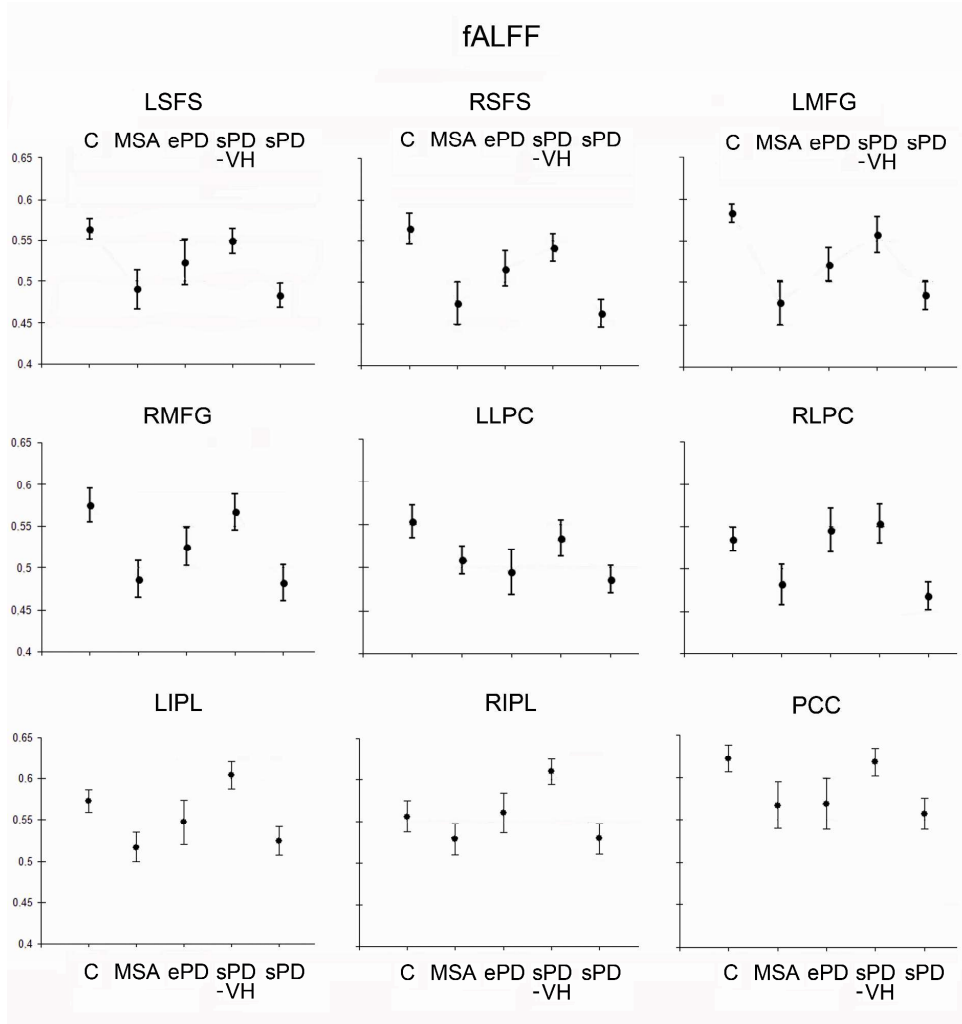 fALFF
LSFS RSFS LMFG
C MSA ePD sPD sPD C MSA ePD sPD sPD C MSA ePD sPD sPD
-VH -VH -VH
0.65
0.6
0.55
0.5
0.45
0.4
RMFG LLPC RLPC
0.65
0.6
0.55
0.5
0.45
0.4
LIPL RIPL PCC
0.65
0.6
0.55
0.5
0.45
0.4
C MSA ePD sPD sPD C MSA ePD sPD sPD C MSA ePD sPD sPD
-VH -VH -VH